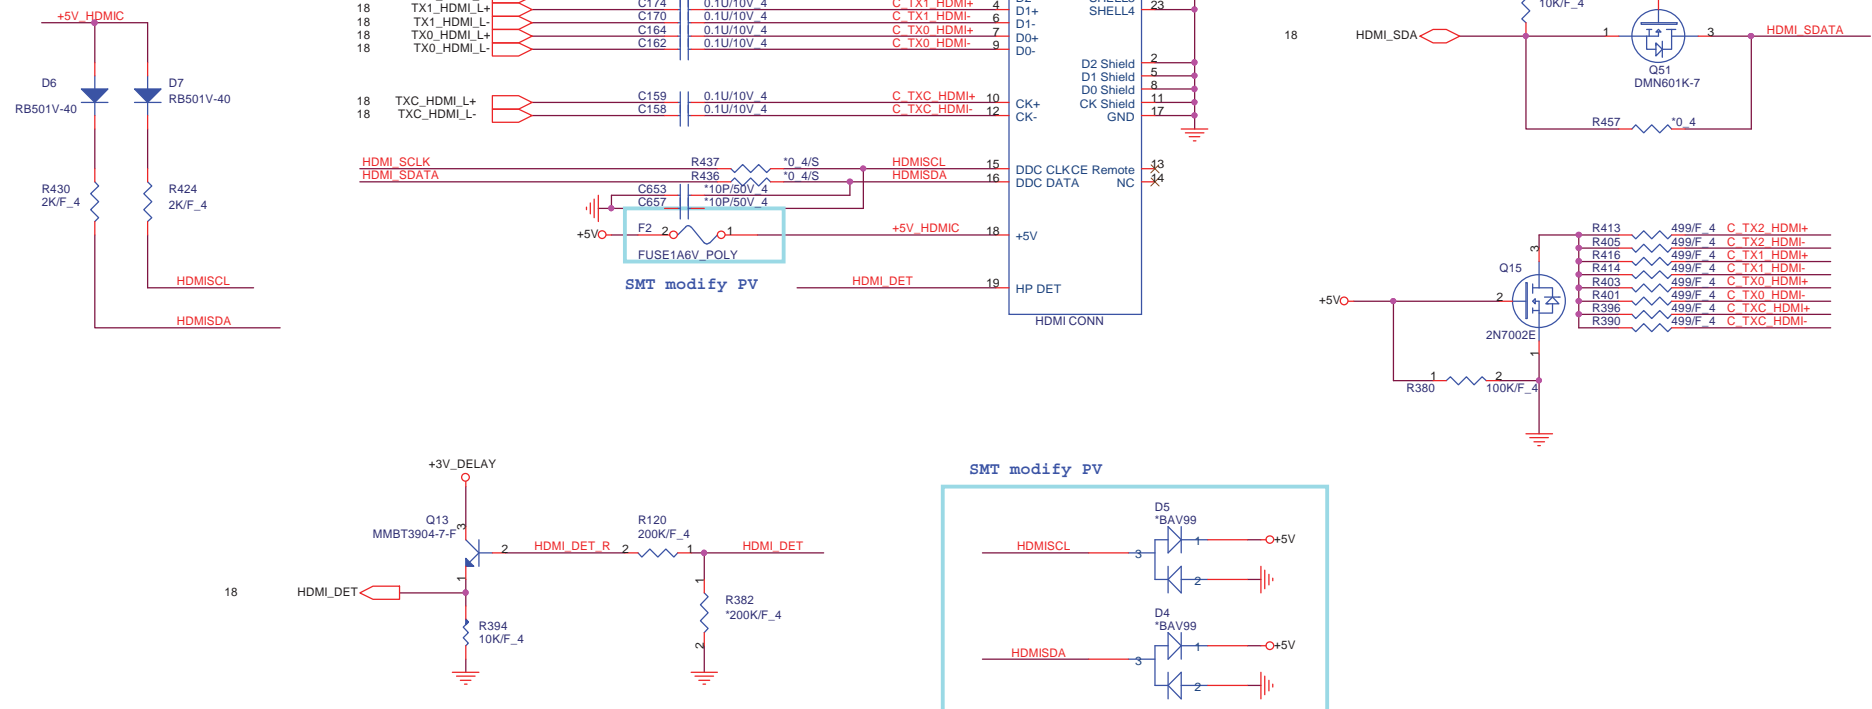 +5V_HDMIC
D6
RB501V-40
D7
RB501V-40
R430
2K/F_4
R424
2K/F_4
HDMISCL
HDMISDA
18 TX1_HDMI_L+ C174 0.1U/10V_4 C_TX1_HDMI+ 4 D1+
18 TX1_HDMI_L- C170 0.1U/10V_4 C_TX1_HDMI- 6 D1-
18 TX0_HDMI_L+ C164 0.1U/10V_4 C_TX0_HDMI+ 7 D0+
18 TX0_HDMI_L- C162 0.1U/10V_4 C_TX0_HDMI- 9 D0-
SHELL4 23
D2 Shield 2
D1 Shield 5
D0 Shield 8
CK Shield 11
GND 17
18 TXC_HDMI_L+ C159 0.1U/10V_4 C_TXC_HDMI+ 10 CK+
18 TXC_HDMI_L- C158 0.1U/10V_4 C_TXC_HDMI- 12 CK-
HDMI_SCLK R437 *0_4/S HDMISCL 15 DDC CLK CE Remote 13
HDMI_SDATA R436 *0_4/S HDMISDA 16 DDC DATA NC 14
C653 *10P/50V_4
C657 *10P/50V_4
+5V F2 2 1 +5V_HDMIC 18 +5V
FUSE1A6V_POLY
SMT modify PV
HDMI_DET 19 HP DET
HDMI CONN
10K/F_4
18 HDMI_SDA 1 3 HDMI_SDATA
Q51
DMN601K-7
R457 *0_4
R413 499/F_4 C_TX2_HDMI+
R405 499/F_4 C_TX2_HDMI-
R416 499/F_4 C_TX1_HDMI+
R414 499/F_4 C_TX1_HDMI-
R403 499/F_4 C_TX0_HDMI+
R401 499/F_4 C_TX0_HDMI-
R396 499/F_4 C_TXC_HDMI+
R390 499/F_4 C_TXC_HDMI-
3
Q15
+5V 2
2N7002E
1
R380 1 2 100K/F_4
+3V_DELAY
Q13
MMBT3904-7-F
3
2 HDMI_DET_R 2 R120 1 HDMI_DET
200K/F_4
1
18 HDMI_DET
R394
10K/F_4
1
R382
*200K/F_4
2
SMT modify PV
D5
*BAV99
HDMISCL 3 1 +5V
2
D4
*BAV99
HDMISDA 3 1 +5V
2